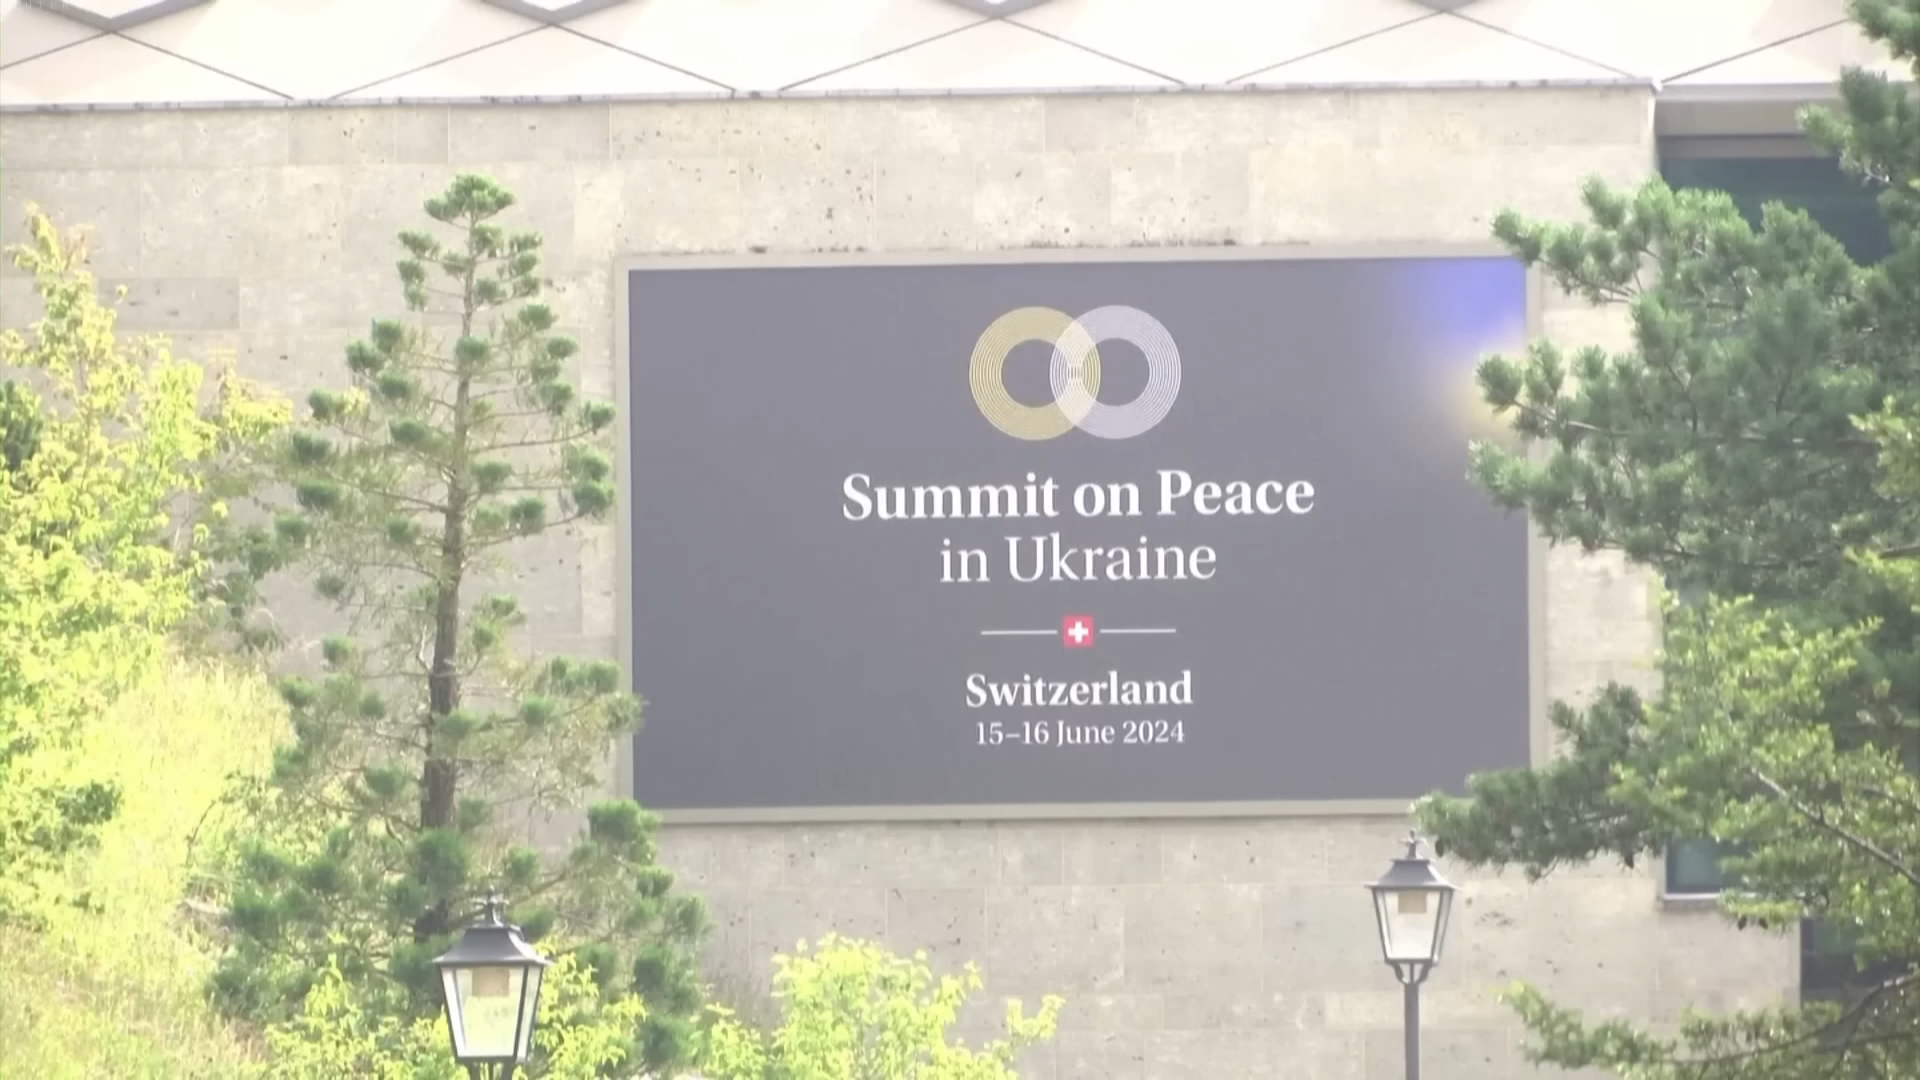 Summit on Peace
in Ukraine
Switzerland
15–16 June 2024